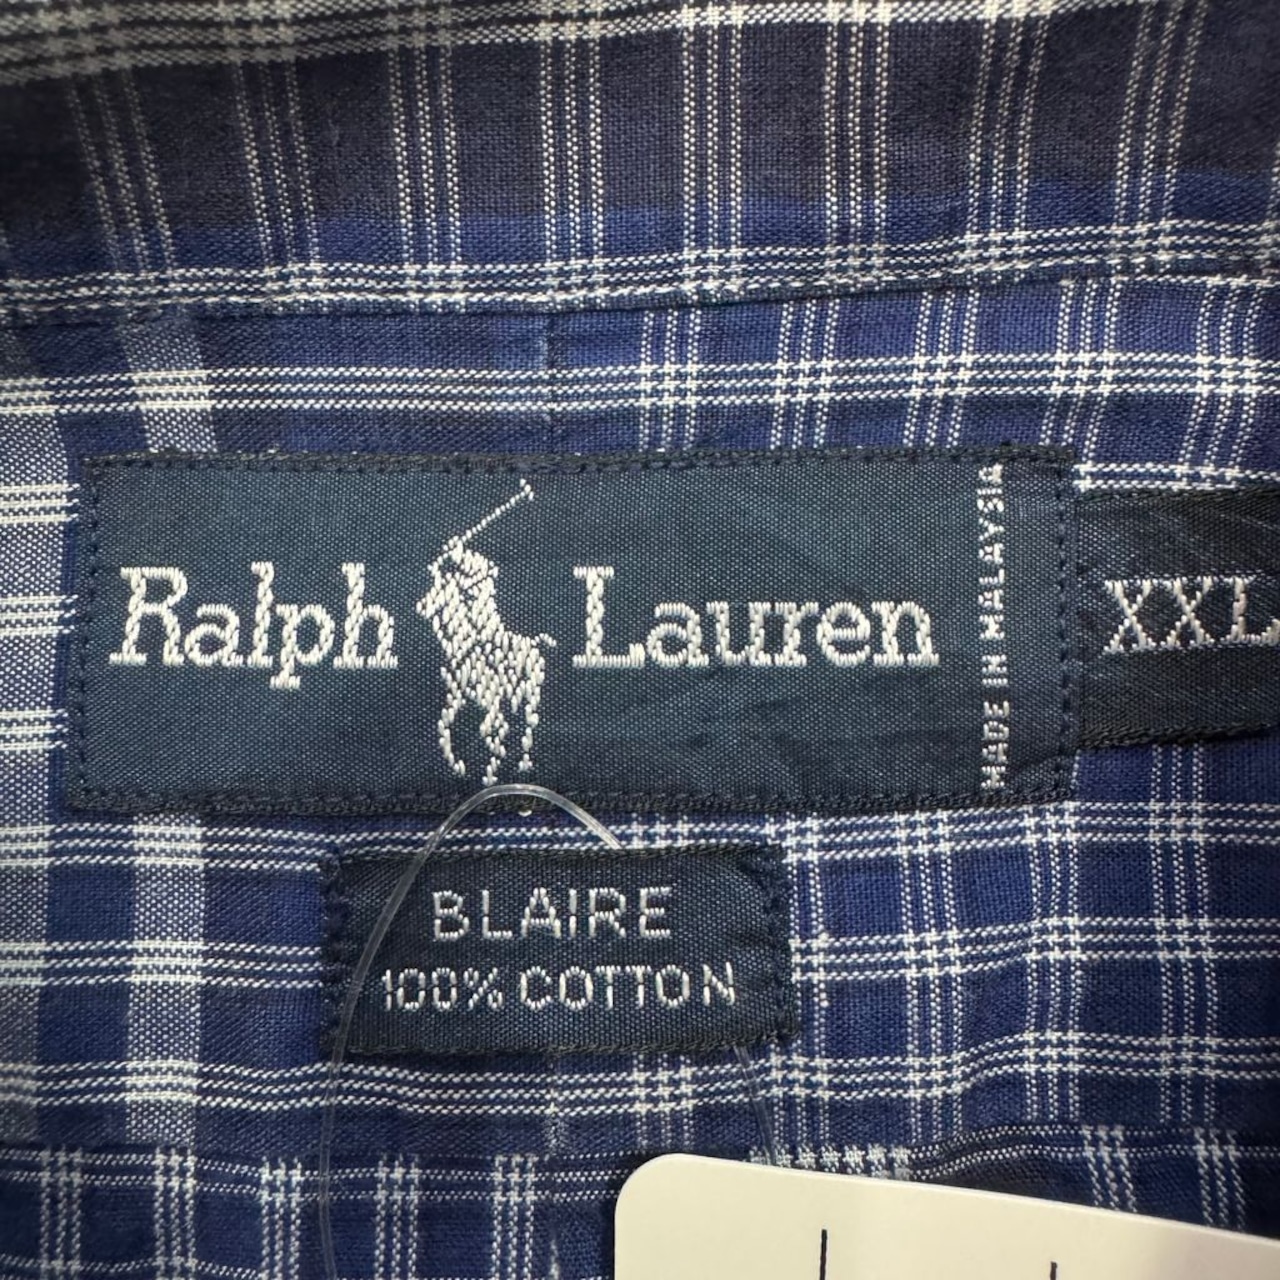 Ralph Lauren
MADE IN MALAYSIA
XXL
BLAIRE
100% COTTON